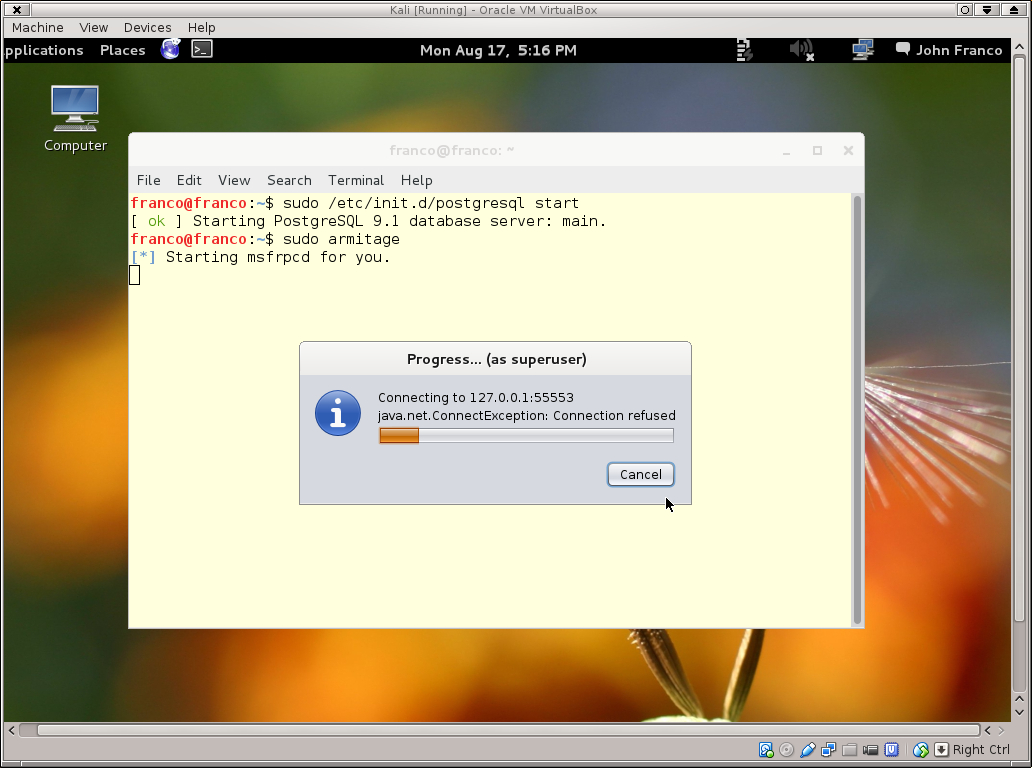 Kali [Running] - Oracle VM VirtualBox
Machine View Devices Help
pplications Places Mon Aug 17, 5:16 PM John Franco
Computer
franco@franco: ~
File Edit View Search Terminal Help
franco@franco:~$ sudo /etc/init.d/postgresql start
[ ok ] Starting PostgreSQL 9.1 database server: main.
franco@franco:~$ sudo armitage
[*] Starting msfrpcd for you.
Progress... (as superuser)
Connecting to 127.0.0.1:55553
java.net.ConnectException: Connection refused
Cancel
Right Ctrl